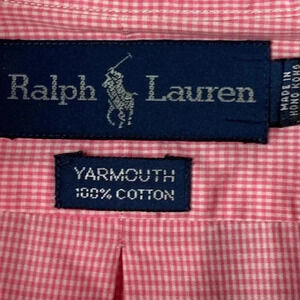 Ralph Lauren
MADE IN
HONG KONG
YARMOUTH
100% COTTON